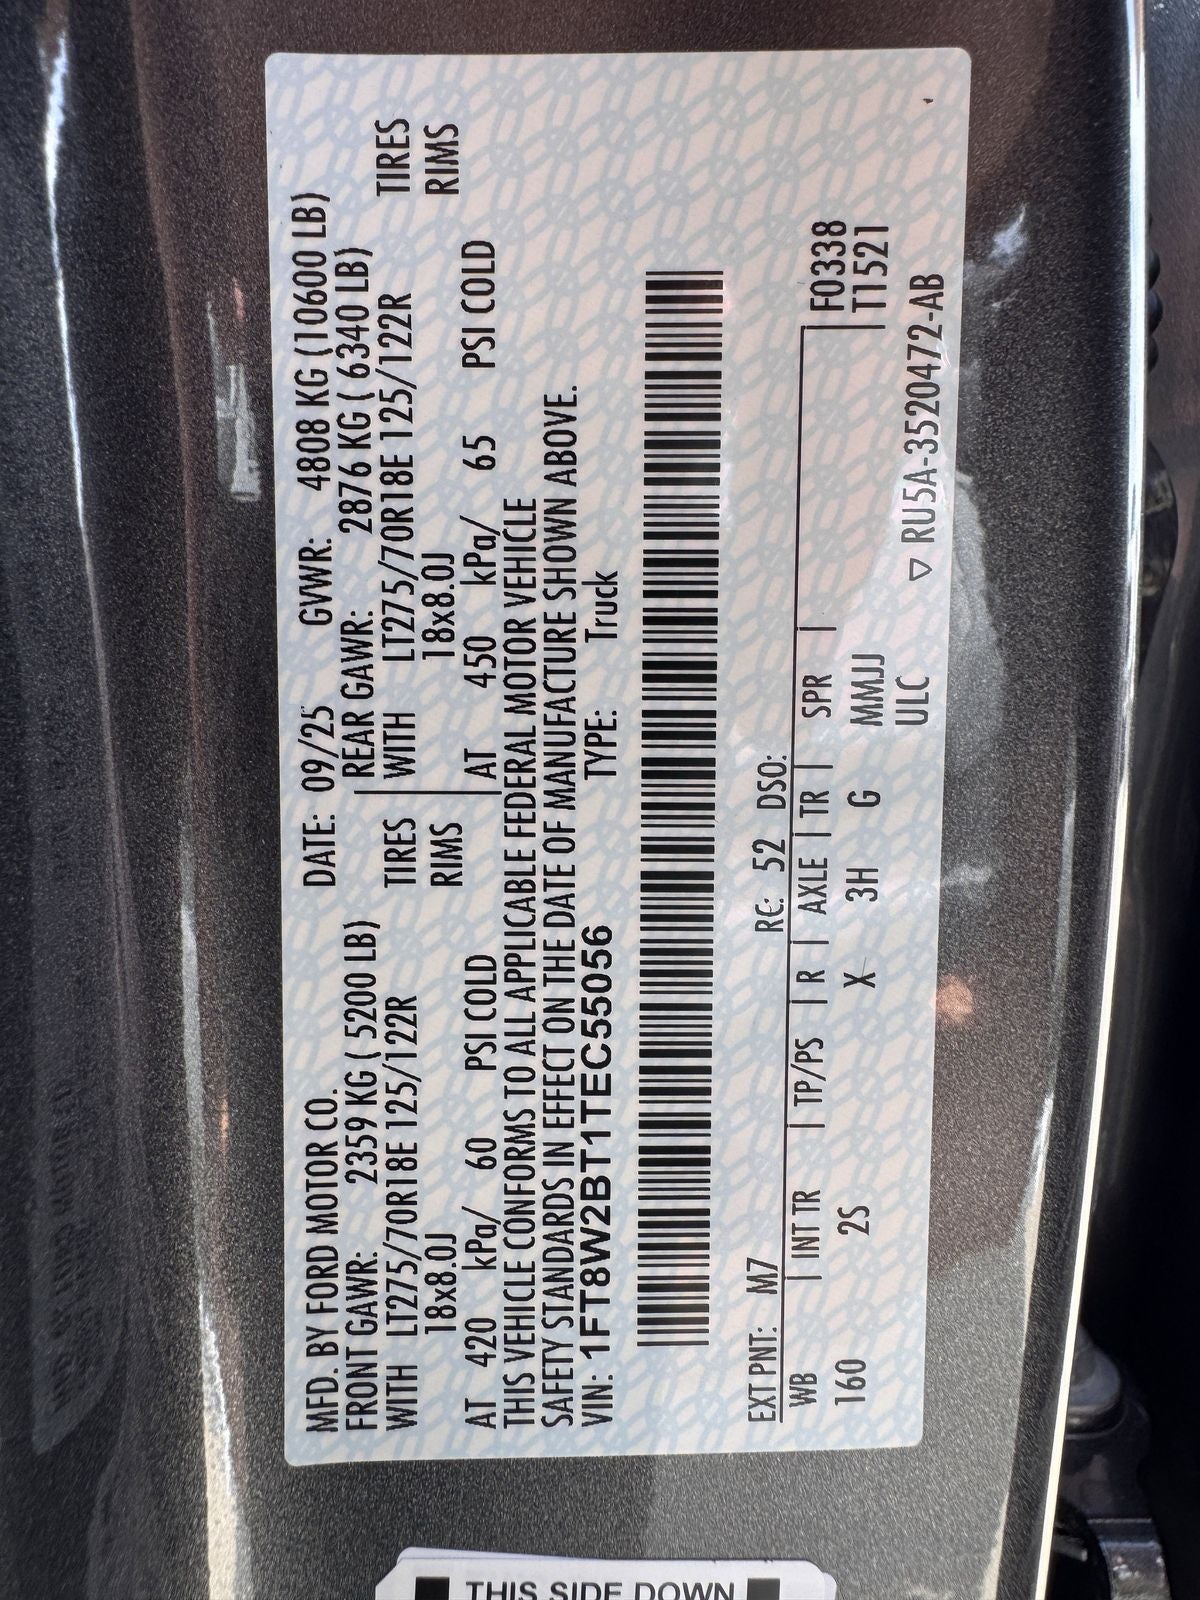 MFD. BY FORD MOTOR CO. DATE: 09/25 GVWR: 4808 KG (10600 LB)
FRONT GAWR: 2359 KG ( 5200 LB) REAR GAWR: 2876 KG ( 6340 LB)
WITH LT275/70R18E 125/122R TIRES WITH LT275/70R18E 125/122R TIRES
18x8.0J RIMS 18x8.0J RIMS
AT 420 kPa/ 60 PSI COLD AT 450 kPa/ 65 PSI COLD
THIS VEHICLE CONFORMS TO ALL APPLICABLE FEDERAL MOTOR VEHICLE
SAFETY STANDARDS IN EFFECT ON THE DATE OF MANUFACTURE SHOWN ABOVE.
VIN: 1FT8W2BT1TEC55056 TYPE: Truck
EXT PNT: M7 RC: 52 DSO:
WB | INT TR | TP/PS | R | AXLE | TR | SPR | F0338
160 2S X 3H G MMJJ T1521
ULC
▽ RU5A-3520472-AB
THIS SIDE DOWN